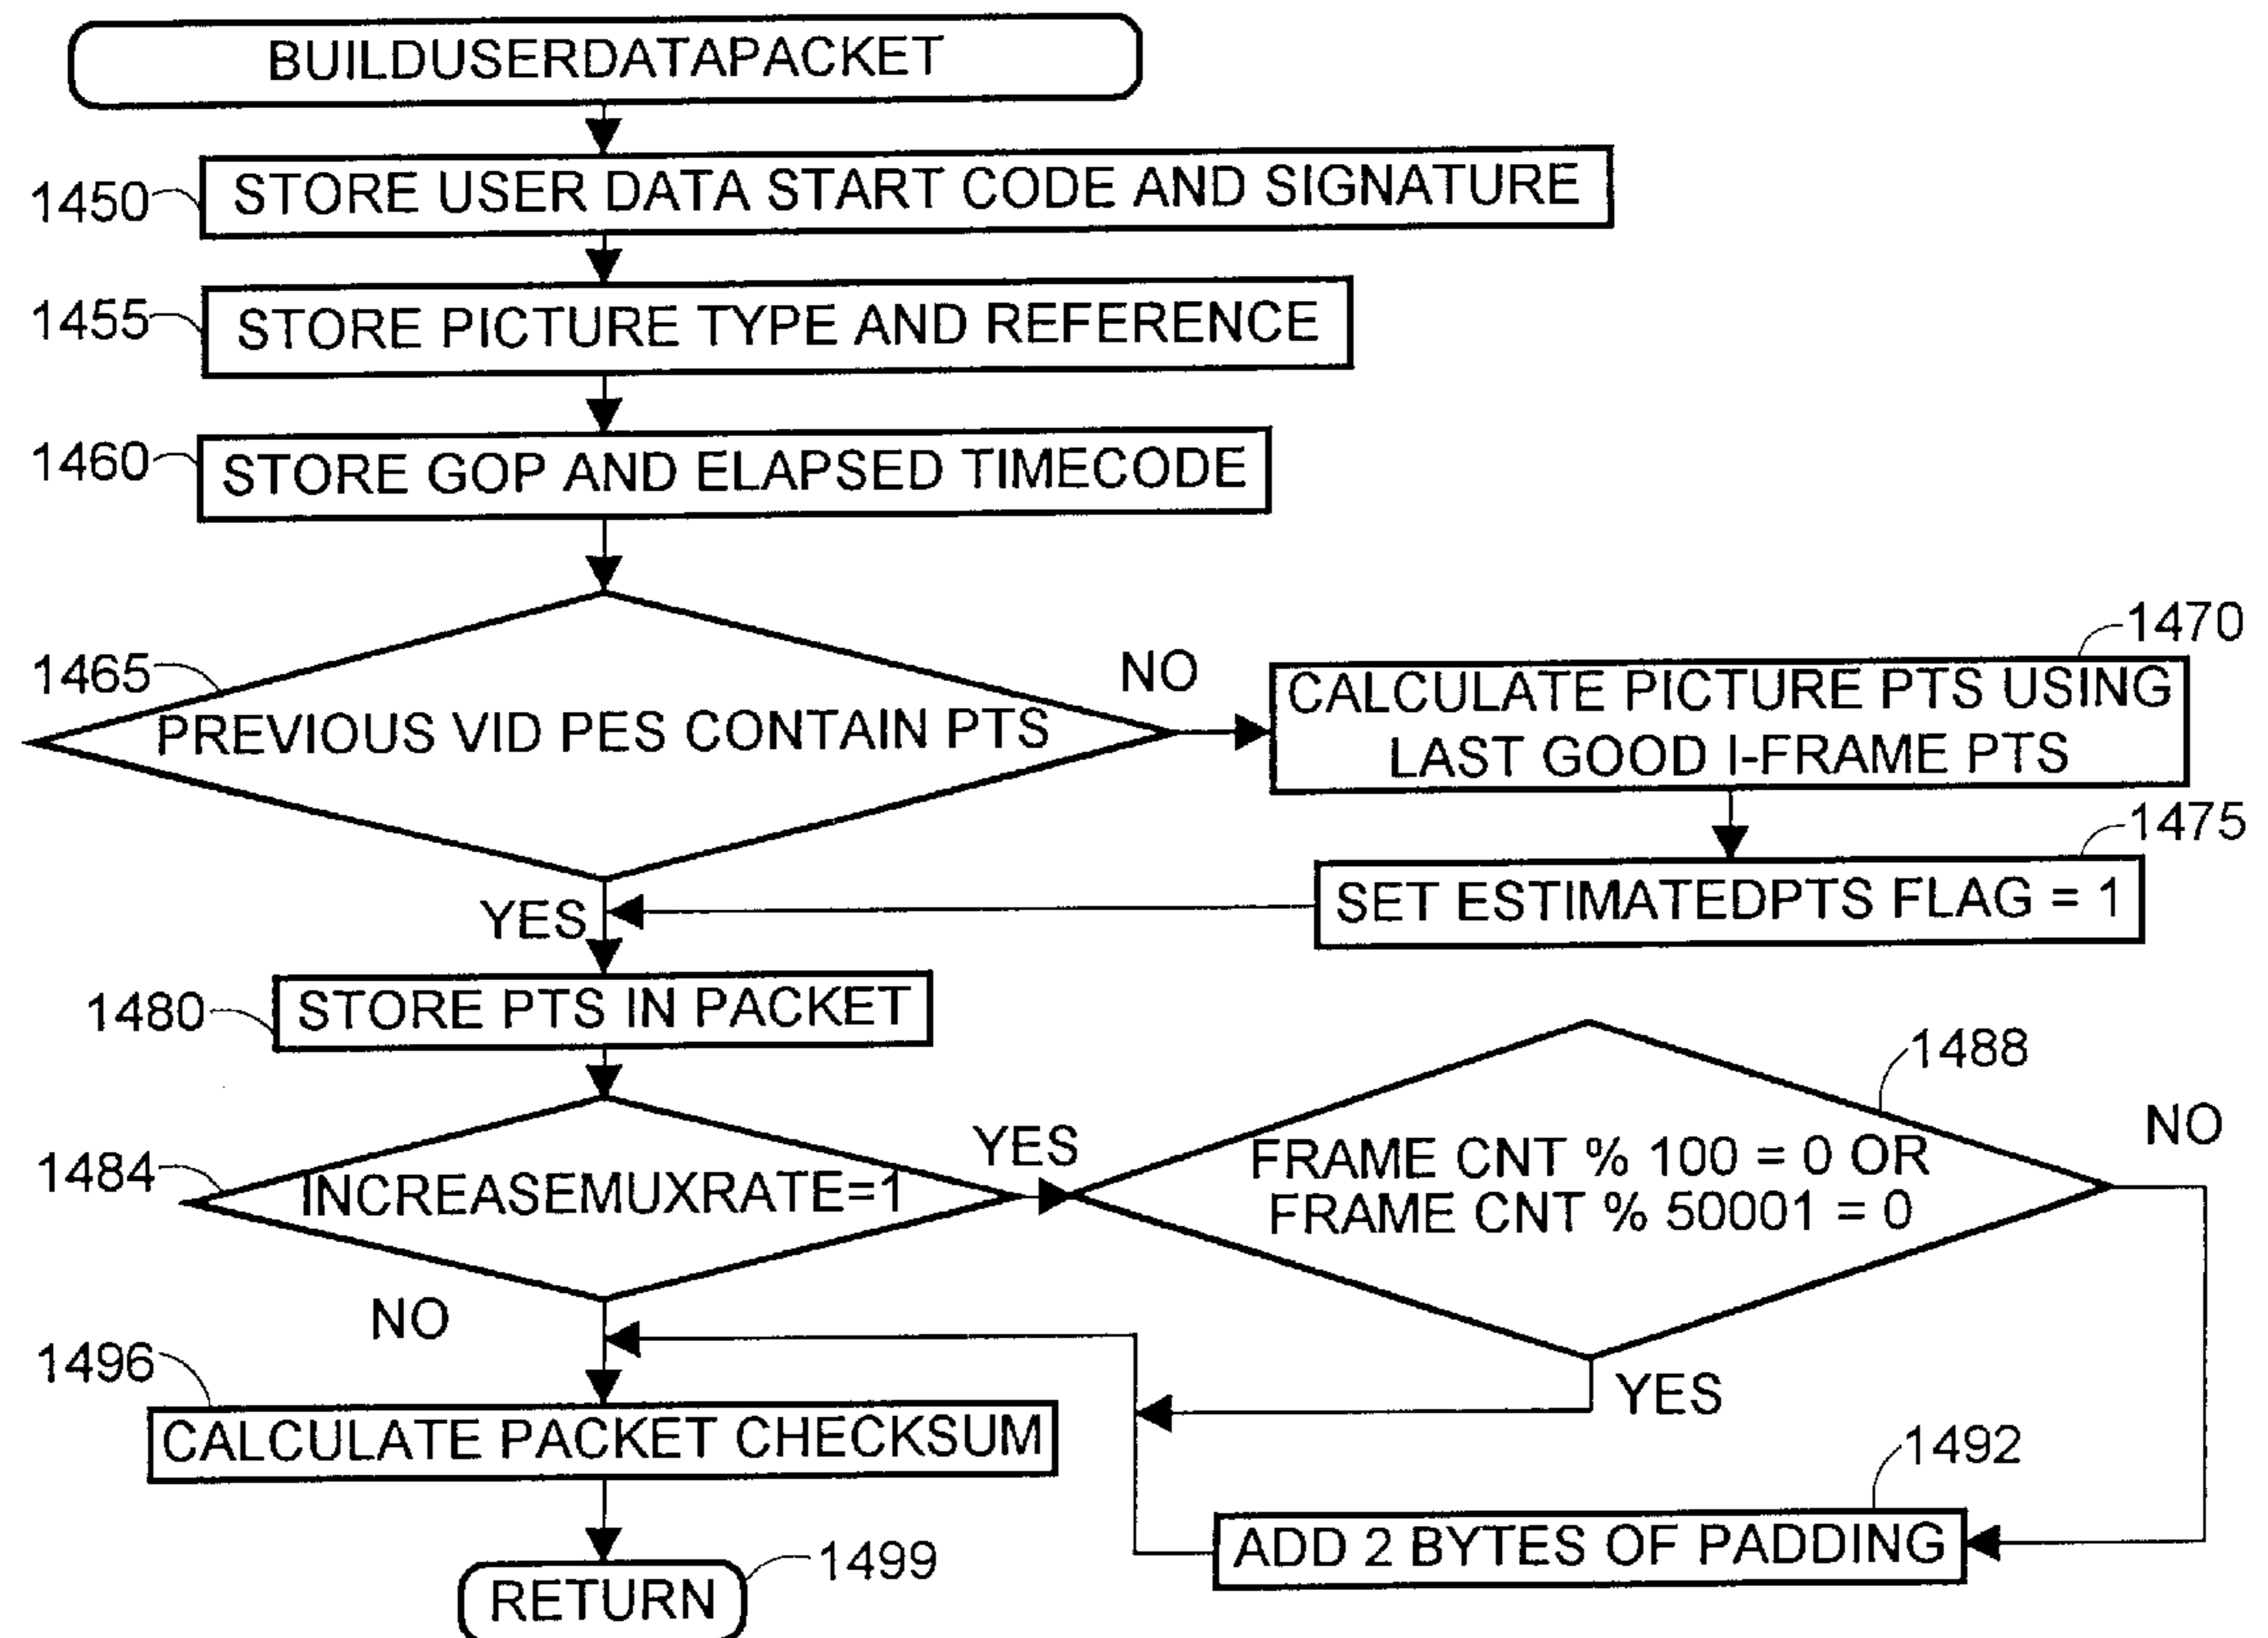 BUILDUSERDATAPACKET
1450
STORE USER DATA START CODE AND SIGNATURE
1455
STORE PICTURE TYPE AND REFERENCE
1460
STORE GOP AND ELAPSED TIMECODE
1465
PREVIOUS VID PES CONTAIN PTS
NO
1470
CALCULATE PICTURE PTS USING
LAST GOOD I-FRAME PTS
1475
SET ESTIMATEDPTS FLAG = 1
YES
1480
STORE PTS IN PACKET
1484
INCREASEMUXRATE=1
YES
1488
FRAME CNT % 100 = 0 OR
FRAME CNT % 50001 = 0
NO
YES
1492
ADD 2 BYTES OF PADDING
NO
1496
CALCULATE PACKET CHECKSUM
RETURN
1499